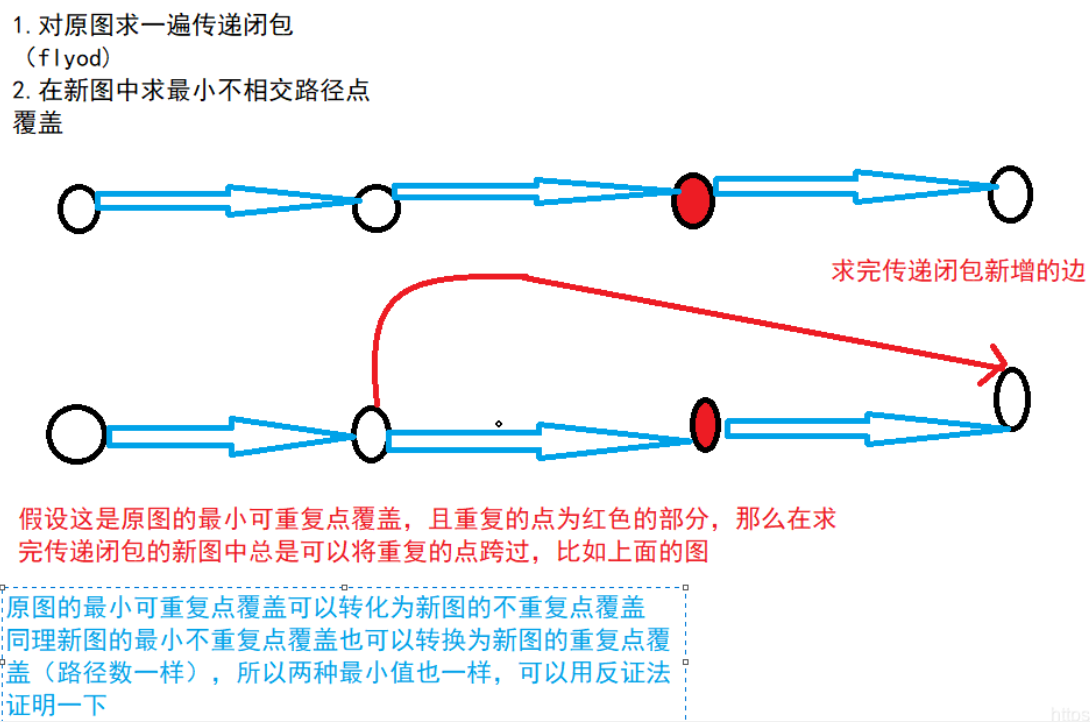 1.对原图求一遍传递闭包
（flyod)
2.在新图中求最小不相交路径点
覆盖
求完传递闭包新增的边
假设这是原图的最小可重复点覆盖，且重复的点为红色的部分，那么在求
完传递闭包的新图中总是可以将重复的点跨过，比如上面的图
原图的最小可重复点覆盖可以转化为新图的不重复点覆盖
同理新图的最小不重复点覆盖也可以转换为新图的重复点覆
盖（路径数一样），所以两种最小值也一样，可以用反证法
证明一下
https